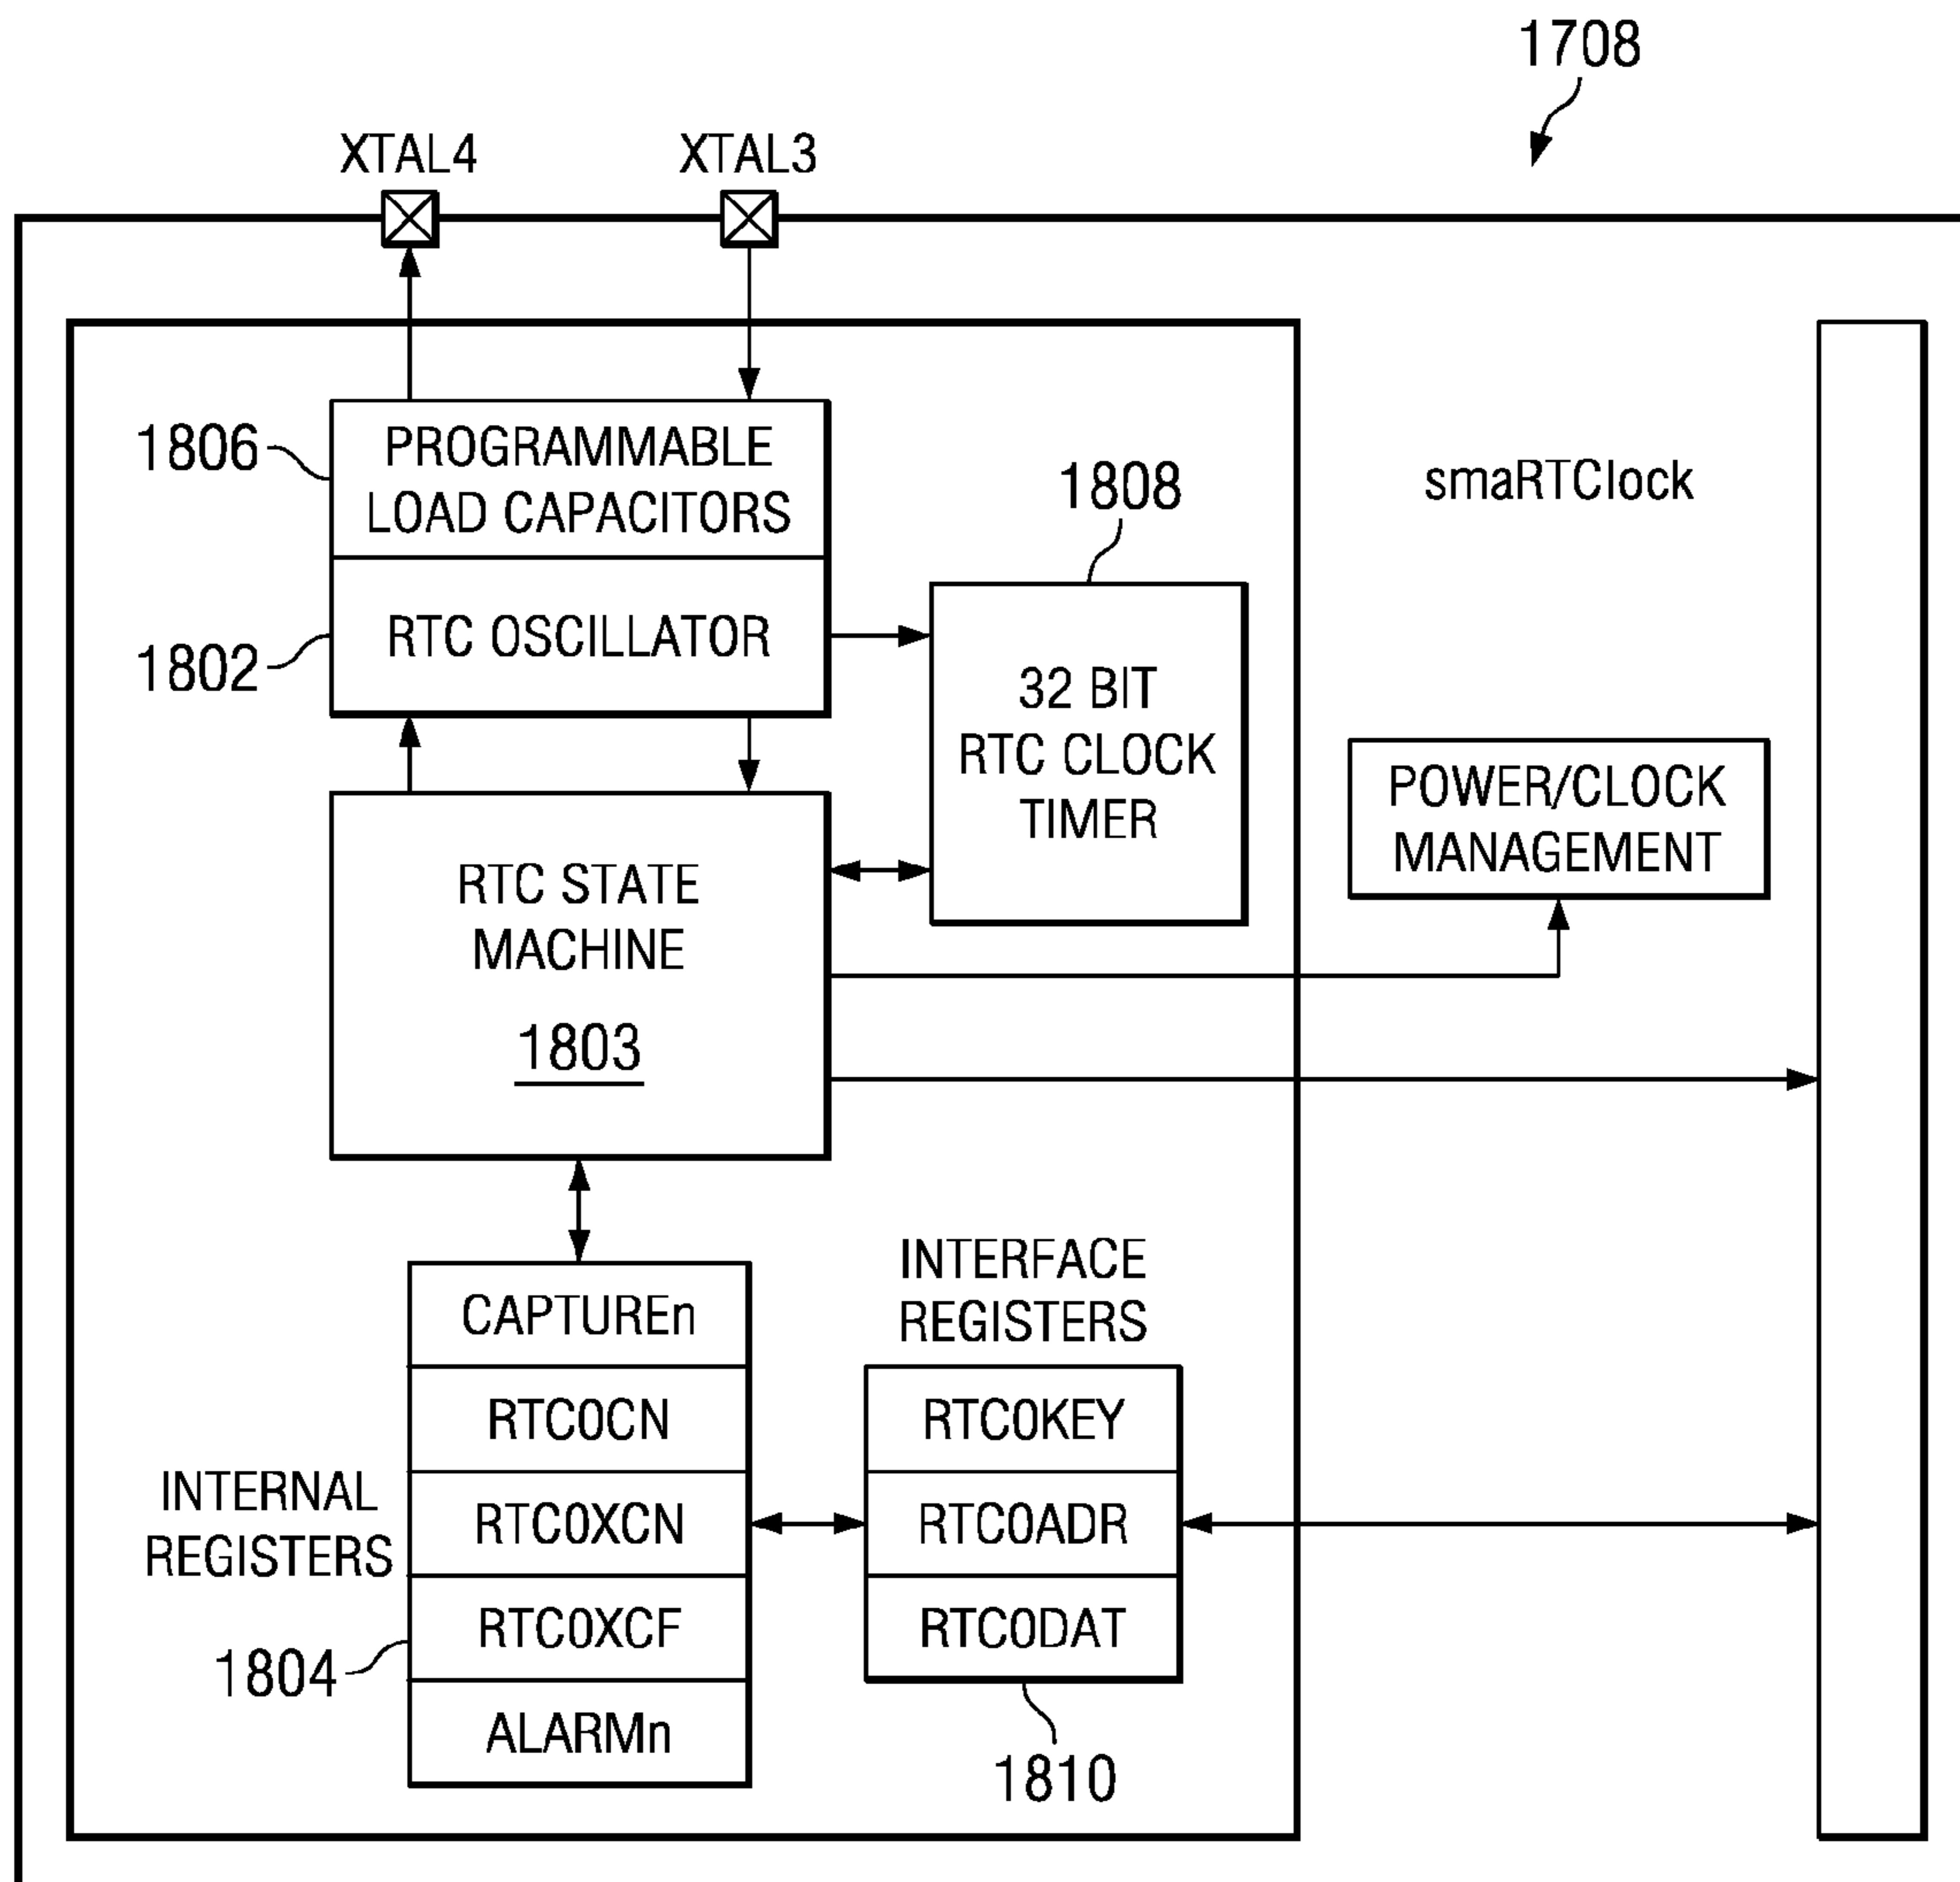 1708
XTAL4
XTAL3
1806
PROGRAMMABLE
LOAD CAPACITORS
1808
smaRTClock
1802
RTC OSCILLATOR
32 BIT
RTC CLOCK
TIMER
POWER/CLOCK
MANAGEMENT
RTC STATE
MACHINE
1803
INTERFACE
REGISTERS
CAPTUREn
RTC0CN
RTC0XCN
RTC0XCF
ALARMn
RTC0KEY
RTC0ADR
RTC0DAT
INTERNAL
REGISTERS
1804
1810